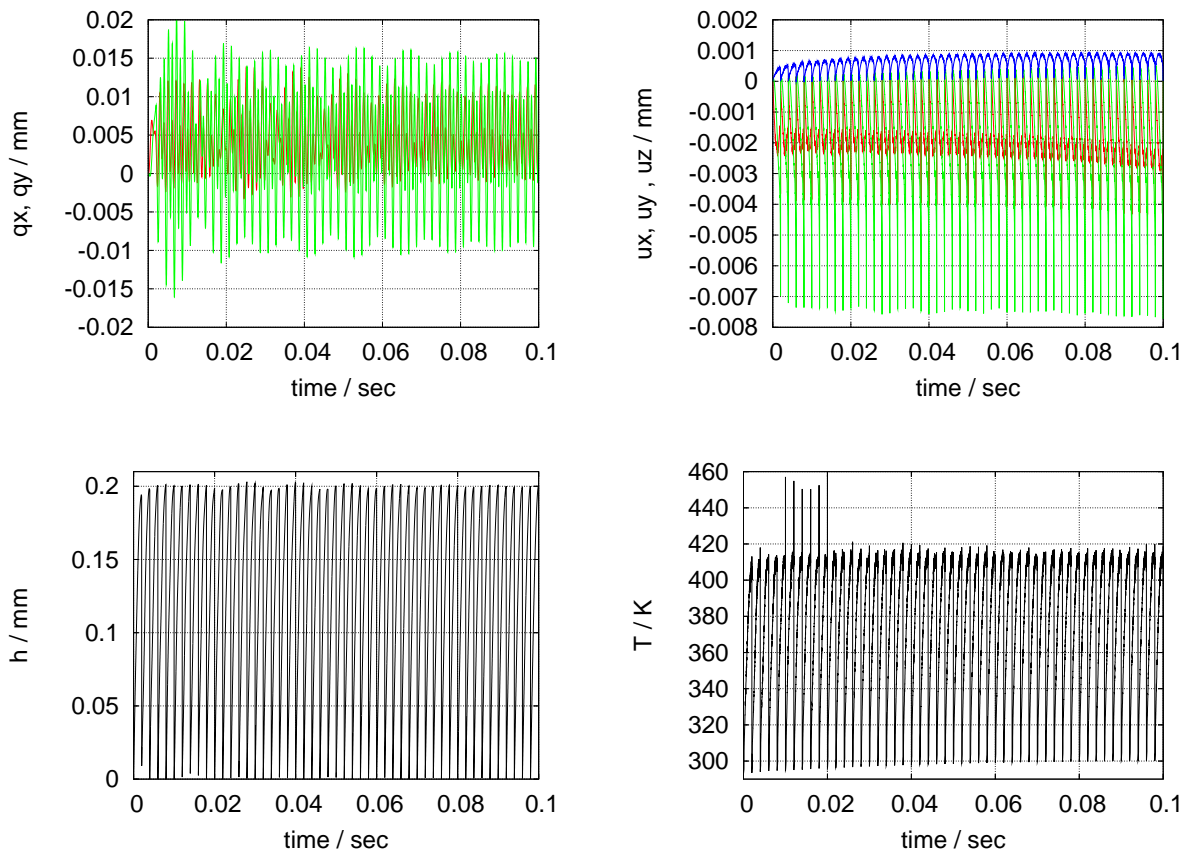 0.02
0.015
0.01
0.005
0
-0.005
-0.01
-0.015
-0.02
qx, qy / mm
0 0.02 0.04 0.06 0.08 0.1
time / sec
0.002
0.001
0
-0.001
-0.002
-0.003
-0.004
-0.005
-0.006
-0.007
-0.008
ux, uy , uz / mm
0 0.02 0.04 0.06 0.08 0.1
time / sec
0.2
0.15
0.1
0.05
0
h / mm
0 0.02 0.04 0.06 0.08 0.1
time / sec
460
440
420
400
380
360
340
320
300
T / K
0 0.02 0.04 0.06 0.08 0.1
time / sec